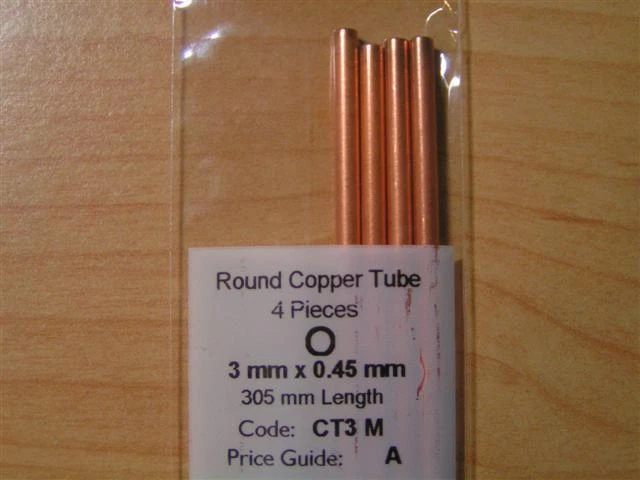 Round Copper Tube
4 Pieces
3 mm x 0.45 mm
305 mm Length
Code: CT3 M
Price Guide: A